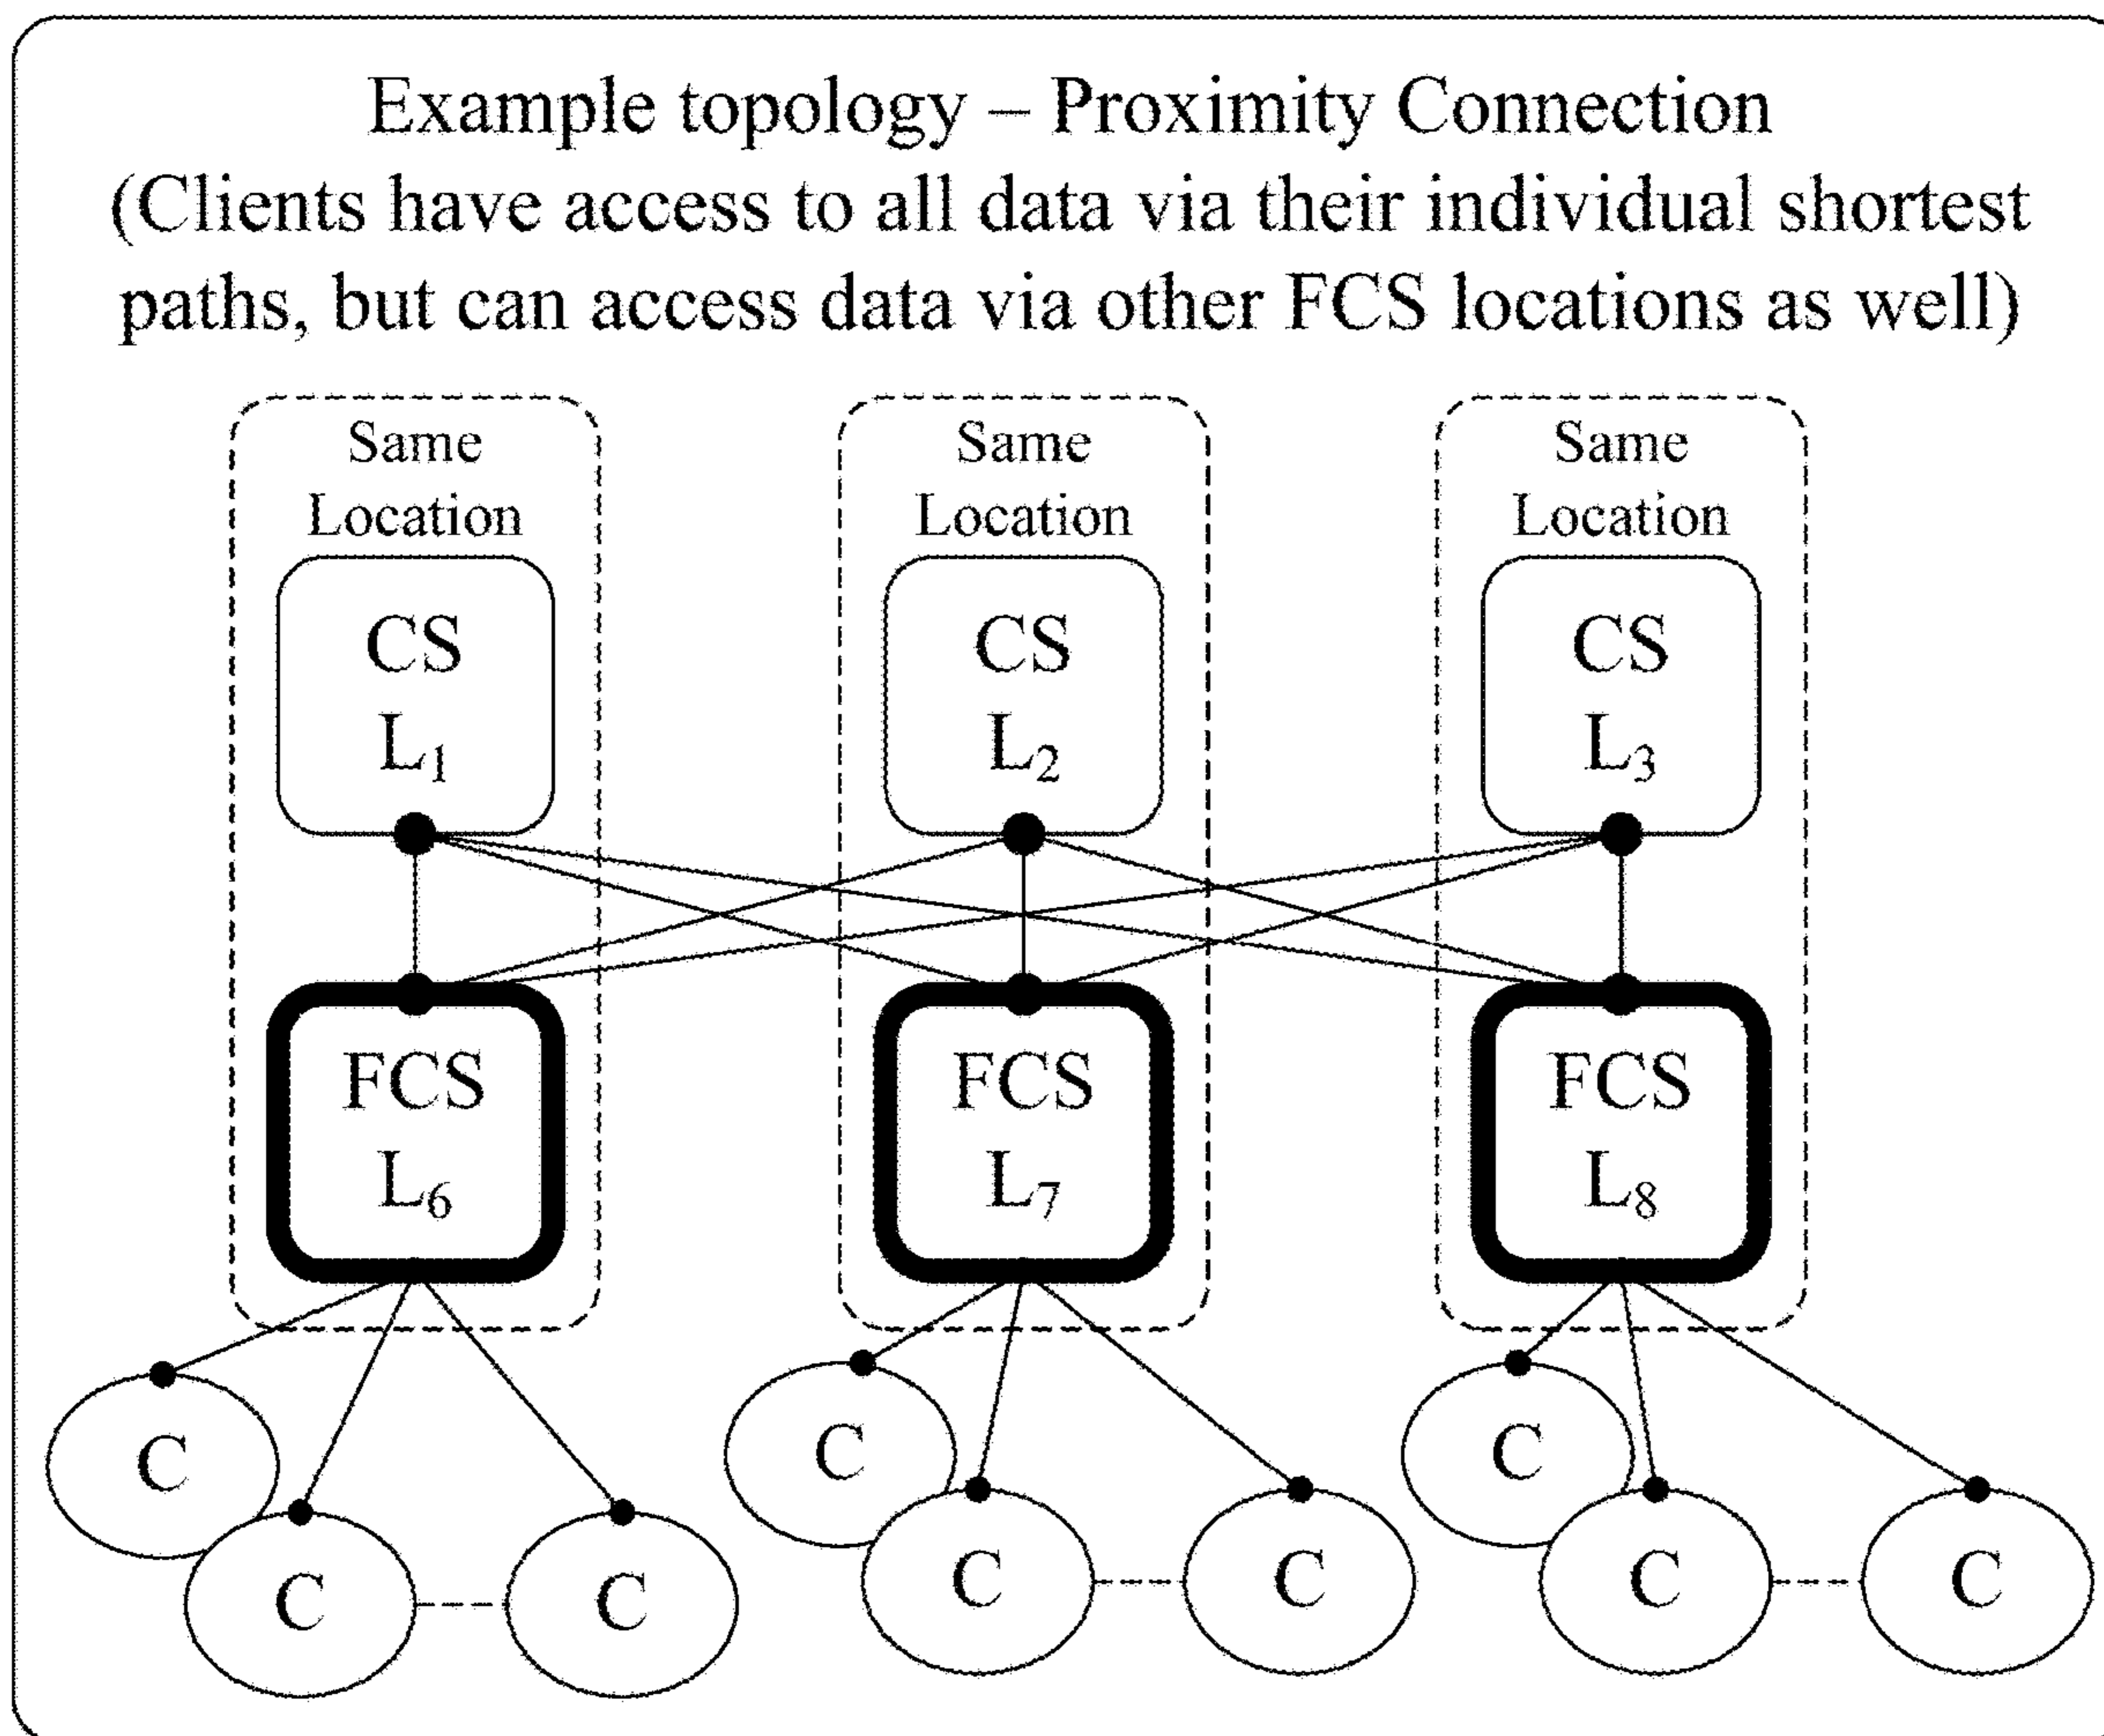 Example topology – Proximity Connection
(Clients have access to all data via their individual shortest
paths, but can access data via other FCS locations as well)
Same
Location
Same
Location
Same
Location
CS
L1
CS
L2
CS
L3
FCS
L6
FCS
L7
FCS
L8
C
C
C
C
C
C
C
C
C